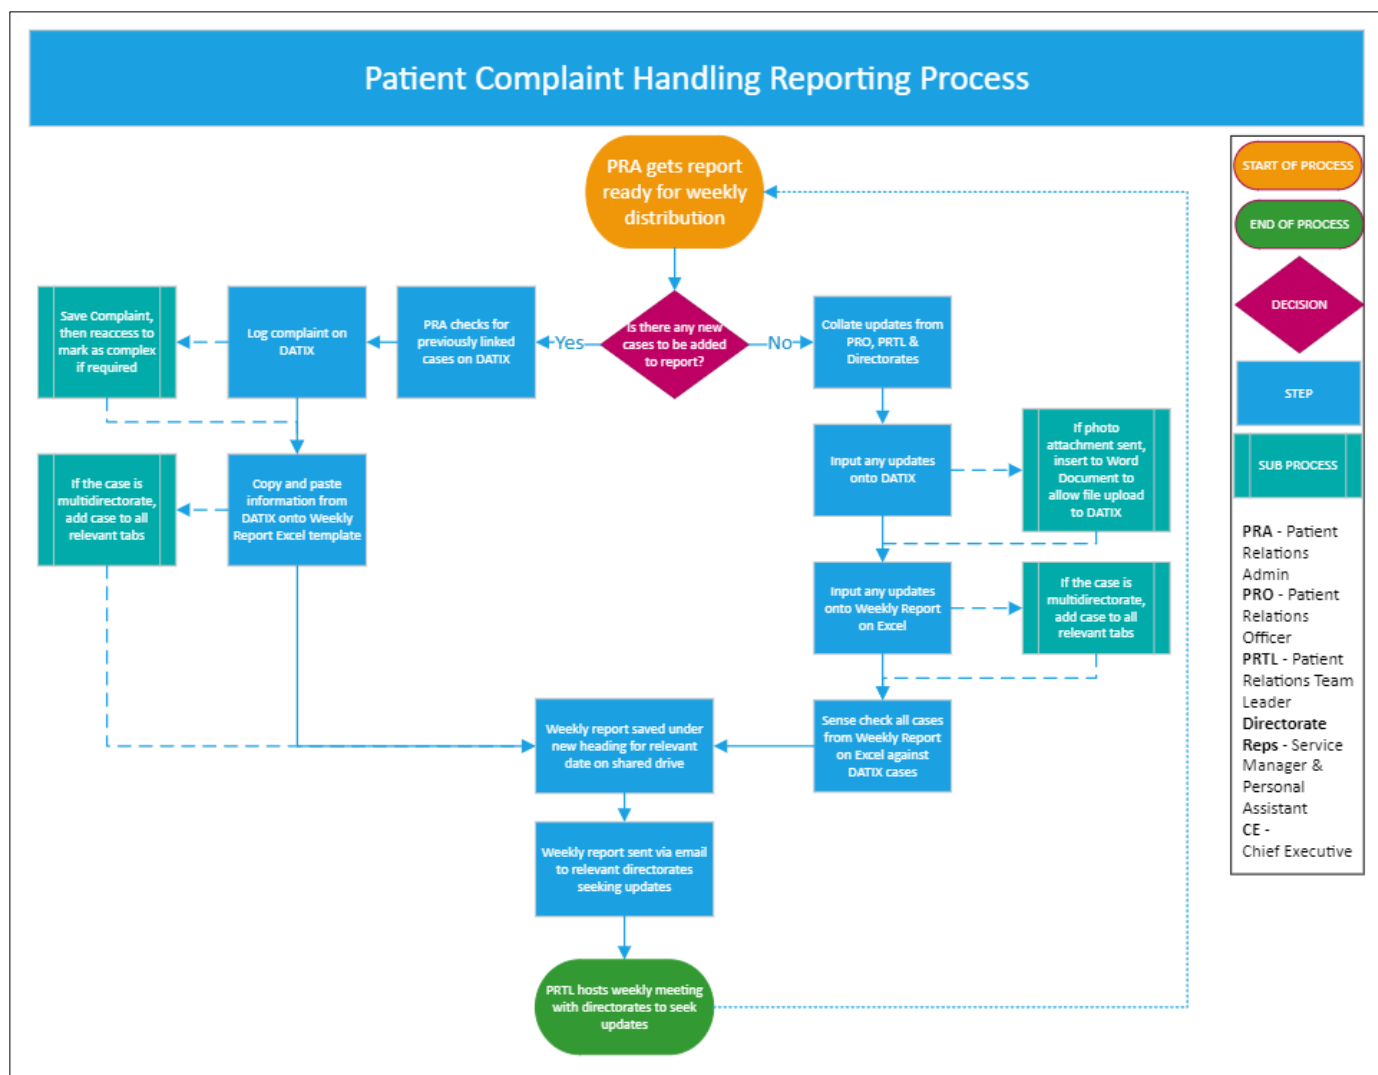 Patient Complaint Handling Reporting Process
PRA gets report
ready for weekly
distribution
START OF PROCESS
END OF PROCESS
DECISION
STEP
SUB PROCESS
PRA - Patient
Relations
Admin
PRO - Patient
Relations
Officer
PRTL - Patient
Relations Team
Leader
Directorate
Reps - Service
Manager &
Personal
Assistant
CE -
Chief Executive
Save Complaint,
then reaccess to
mark as complex
if required
Log complaint on
DATIX
PRA checks for
previously linked
cases on DATIX
Yes
Is there any new
cases to be added
to report?
No
Collate updates from
PRO, PRTL &
Directorates
If the case is
multidirectorate,
add case to all
relevant tabs
Copy and paste
information from
DATIX onto Weekly
Report Excel template
Input any updates
onto DATIX
If photo
attachment sent,
insert to Word
Document to
allow file upload
to DATIX
Input any updates
onto Weekly Report
on Excel
If the case is
multidirectorate,
add case to all
relevant tabs
Weekly report saved under
new heading for relevant
date on shared drive
Sense check all cases
from Weekly Report
on Excel against
DATIX cases
Weekly report sent via email
to relevant directorates
seeking updates
PRTL hosts weekly meeting
with directorates to seek
updates